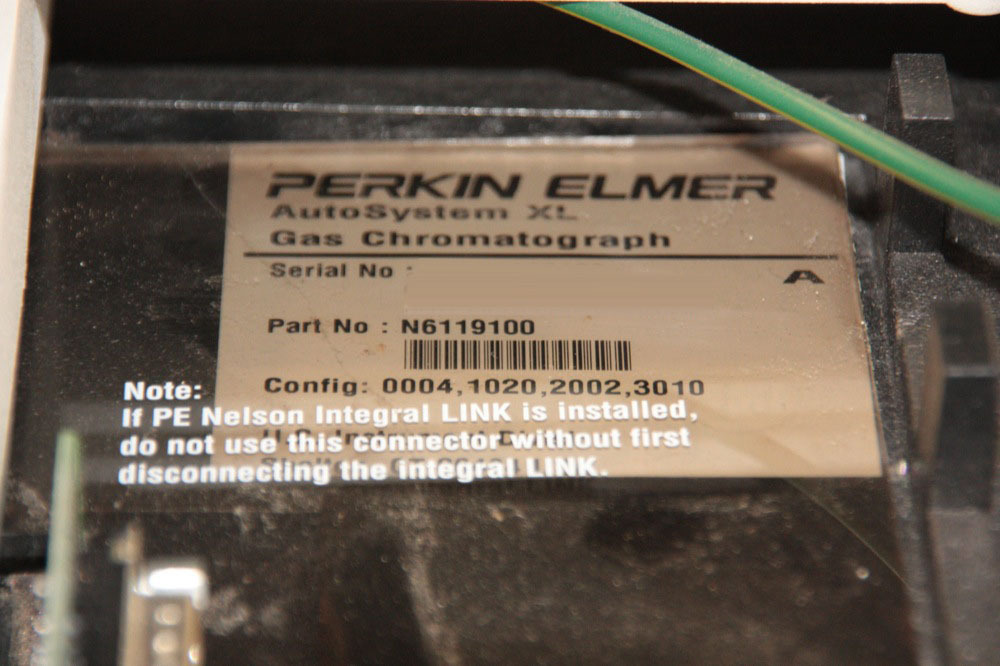 PERKIN ELMER
AutoSystem XL
Gas Chromatograph
Serial No :
A
Part No : N6119100
Config: 0004,1020,2002,3010
Note:
If PE Nelson Integral LINK is installed,
do not use this connector without first
disconnecting the integral LINK.